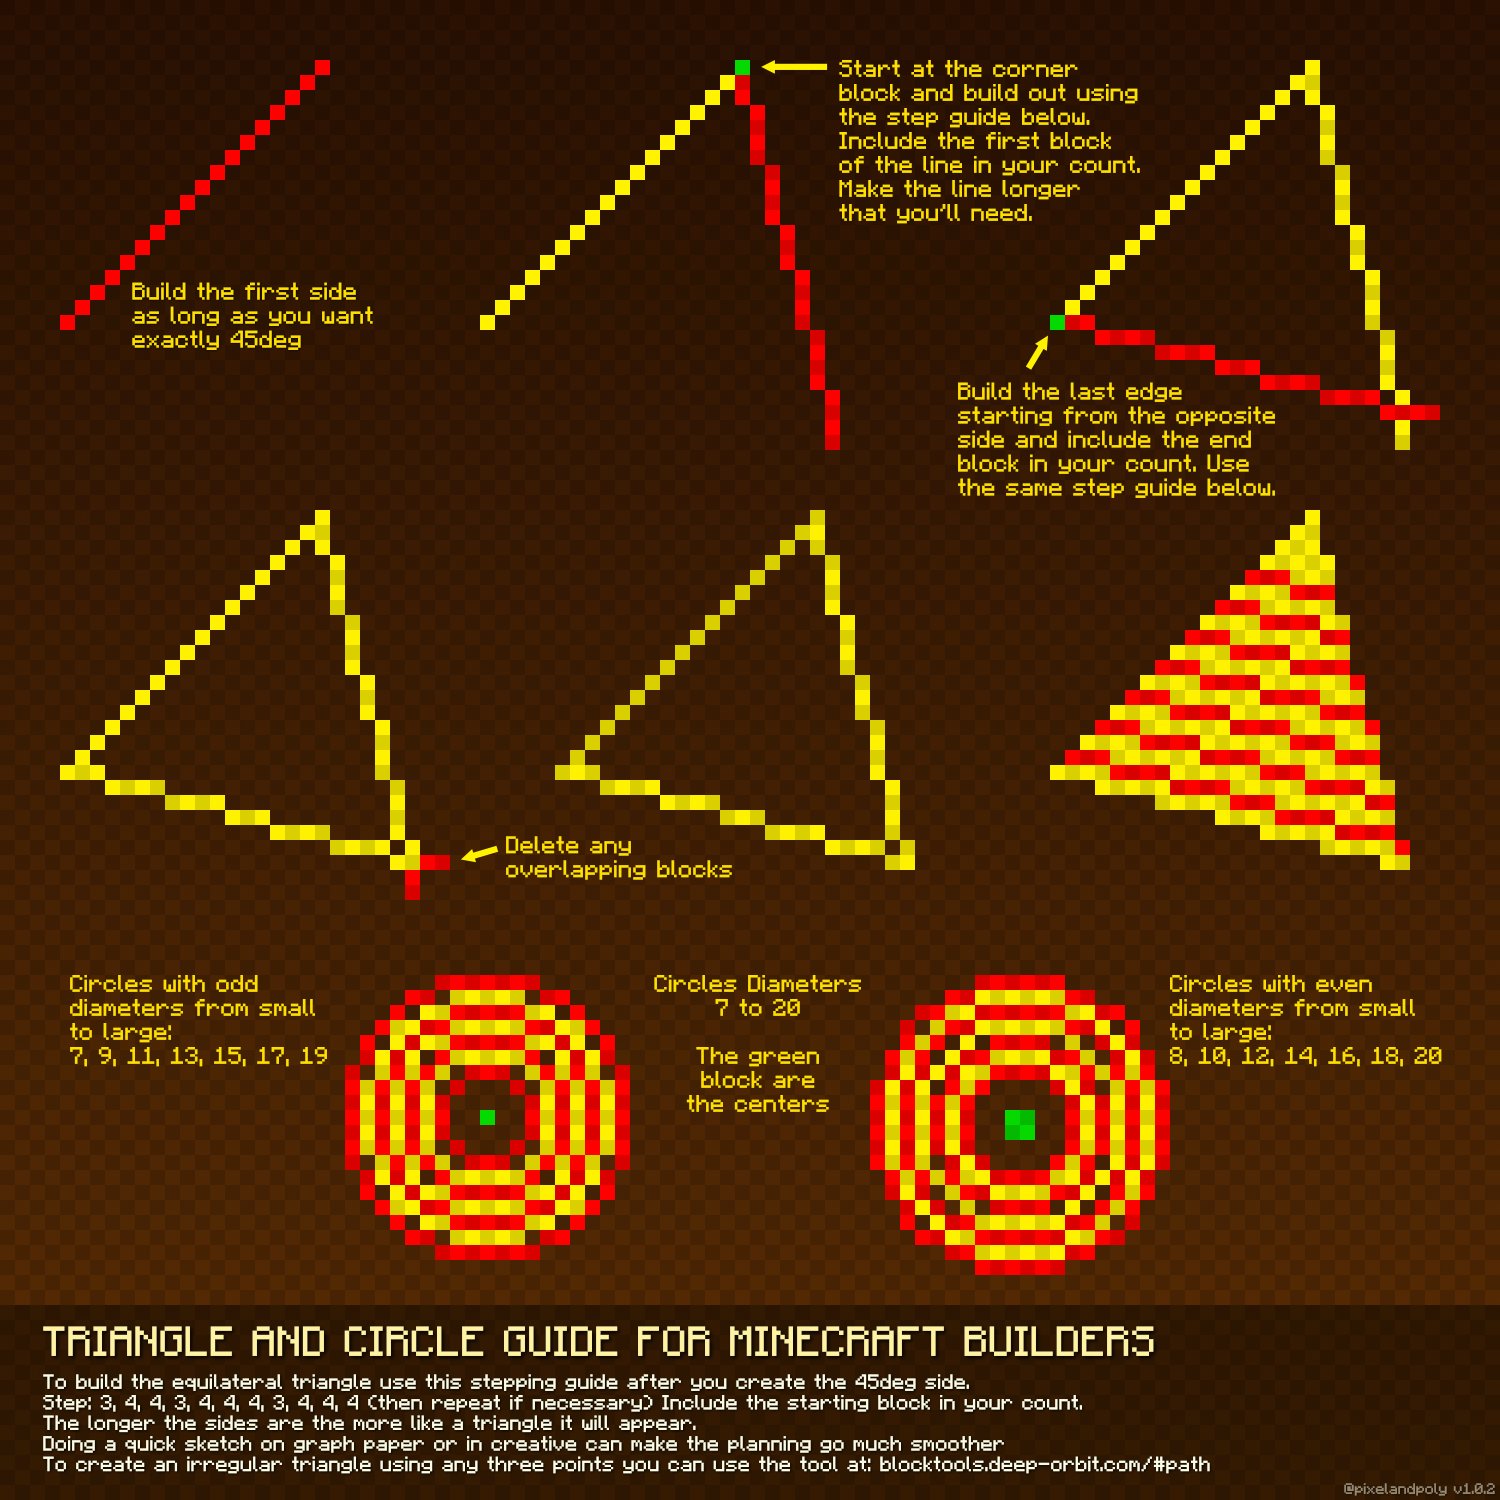 Start at the corner
block and build out using
the step guide below.
Include the first block
of the line in your count.
Make the line longer
that you'll need.
Build the first side
as long as you want
exactly 45deg
Build the last edge
starting from the opposite
side and include the end
block in your count. Use
the same step guide below.
Delete any
overlapping blocks
Circles with odd
diameters from small
to large:
7, 9, 11, 13, 15, 17, 19
Circles Diameters
7 to 20
The green
block are
the centers
Circles with even
diameters from small
to large:
8, 10, 12, 14, 16, 18, 20
TRIANGLE AND CIRCLE GUIDE FOR MINECRAFT BUILDERS
To build the equilateral triangle use this stepping guide after you create the 45deg side.
Step: 3, 4, 4, 3, 4, 4, 4, 3, 4, 4, 4 (then repeat if necessary) Include the starting block in your count.
The longer the sides are the more like a triangle it will appear.
Doing a quick sketch on graph paper or in creative can make the planning go much smoother
To create an irregular triangle using any three points you can use the tool at: blocktools.deep-orbit.com/#path
@pixelandpoly v1.0.2